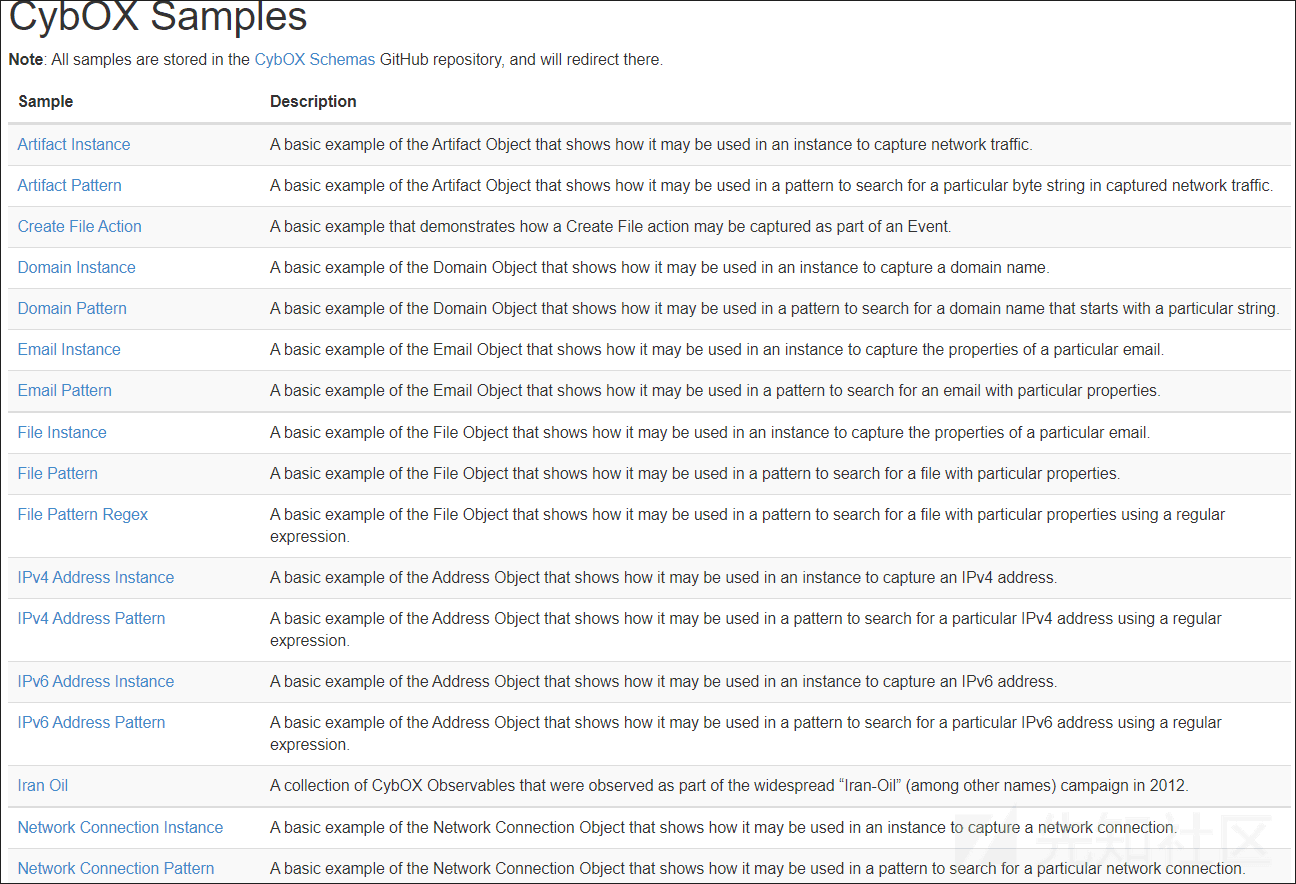 CybOX Samples
Note: All samples are stored in the CybOX Schemas GitHub repository, and will redirect there.
Sample Description
Artifact Instance A basic example of the Artifact Object that shows how it may be used in an instance to capture network traffic.
Artifact Pattern A basic example of the Artifact Object that shows how it may be used in a pattern to search for a particular byte string in captured network traffic.
Create File Action A basic example that demonstrates how a Create File action may be captured as part of an Event.
Domain Instance A basic example of the Domain Object that shows how it may be used in an instance to capture a domain name.
Domain Pattern A basic example of the Domain Object that shows how it may be used in a pattern to search for a domain name that starts with a particular string.
Email Instance A basic example of the Email Object that shows how it may be used in an instance to capture the properties of a particular email.
Email Pattern A basic example of the Email Object that shows how it may be used in a pattern to search for an email with particular properties.
File Instance A basic example of the File Object that shows how it may be used in an instance to capture the properties of a particular email.
File Pattern A basic example of the File Object that shows how it may be used in a pattern to search for a file with particular properties.
File Pattern Regex A basic example of the File Object that shows how it may be used in a pattern to search for a file with particular properties using a regular
expression.
IPv4 Address Instance A basic example of the Address Object that shows how it may be used in an instance to capture an IPv4 address.
IPv4 Address Pattern A basic example of the Address Object that shows how it may be used in a pattern to search for a particular IPv4 address using a regular
expression.
IPv6 Address Instance A basic example of the Address Object that shows how it may be used in an instance to capture an IPv6 address.
IPv6 Address Pattern A basic example of the Address Object that shows how it may be used in a pattern to search for a particular IPv6 address using a regular
expression.
Iran Oil A collection of CybOX Observables that were observed as part of the widespread “Iran-Oil” (among other names) campaign in 2012.
Network Connection Instance A basic example of the Network Connection Object that shows how it may be used in an instance to capture a network connection.
Network Connection Pattern A basic example of the Network Connection Object that shows how it may be used in a pattern to search for a particular network connection.
先知社区